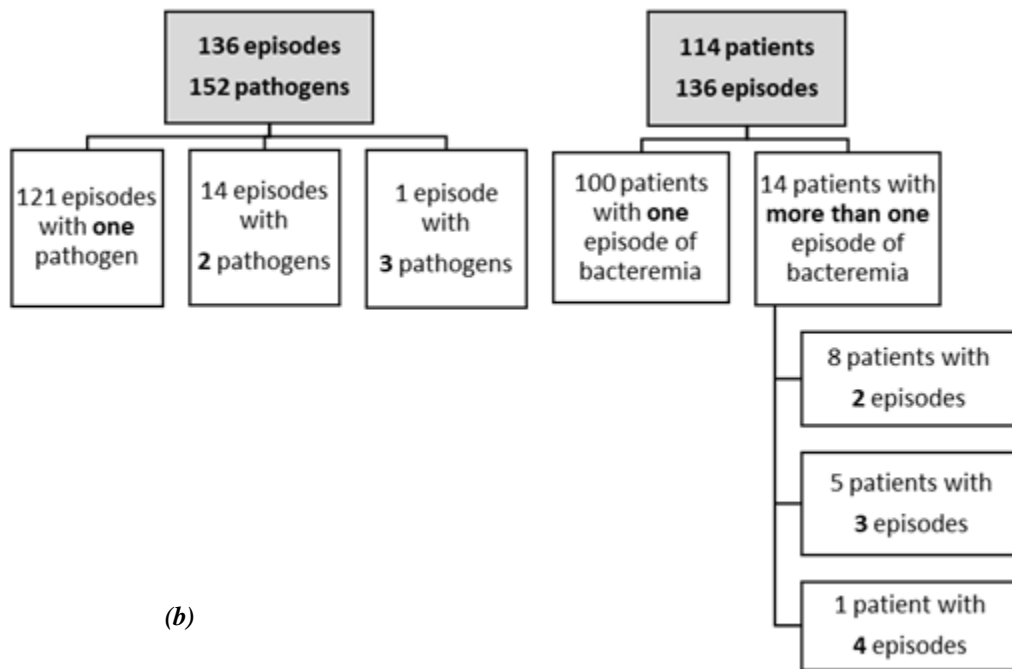 136 episodes
152 pathogens
121 episodes
with one
pathogen
14 episodes
with
2 pathogens
1 episode
with
3 pathogens
114 patients
136 episodes
100 patients
with one
episode of
bacteremia
14 patients with
more than one
episode of
bacteremia
8 patients with
2 episodes
5 patients with
3 episodes
1 patient with
4 episodes
(b)